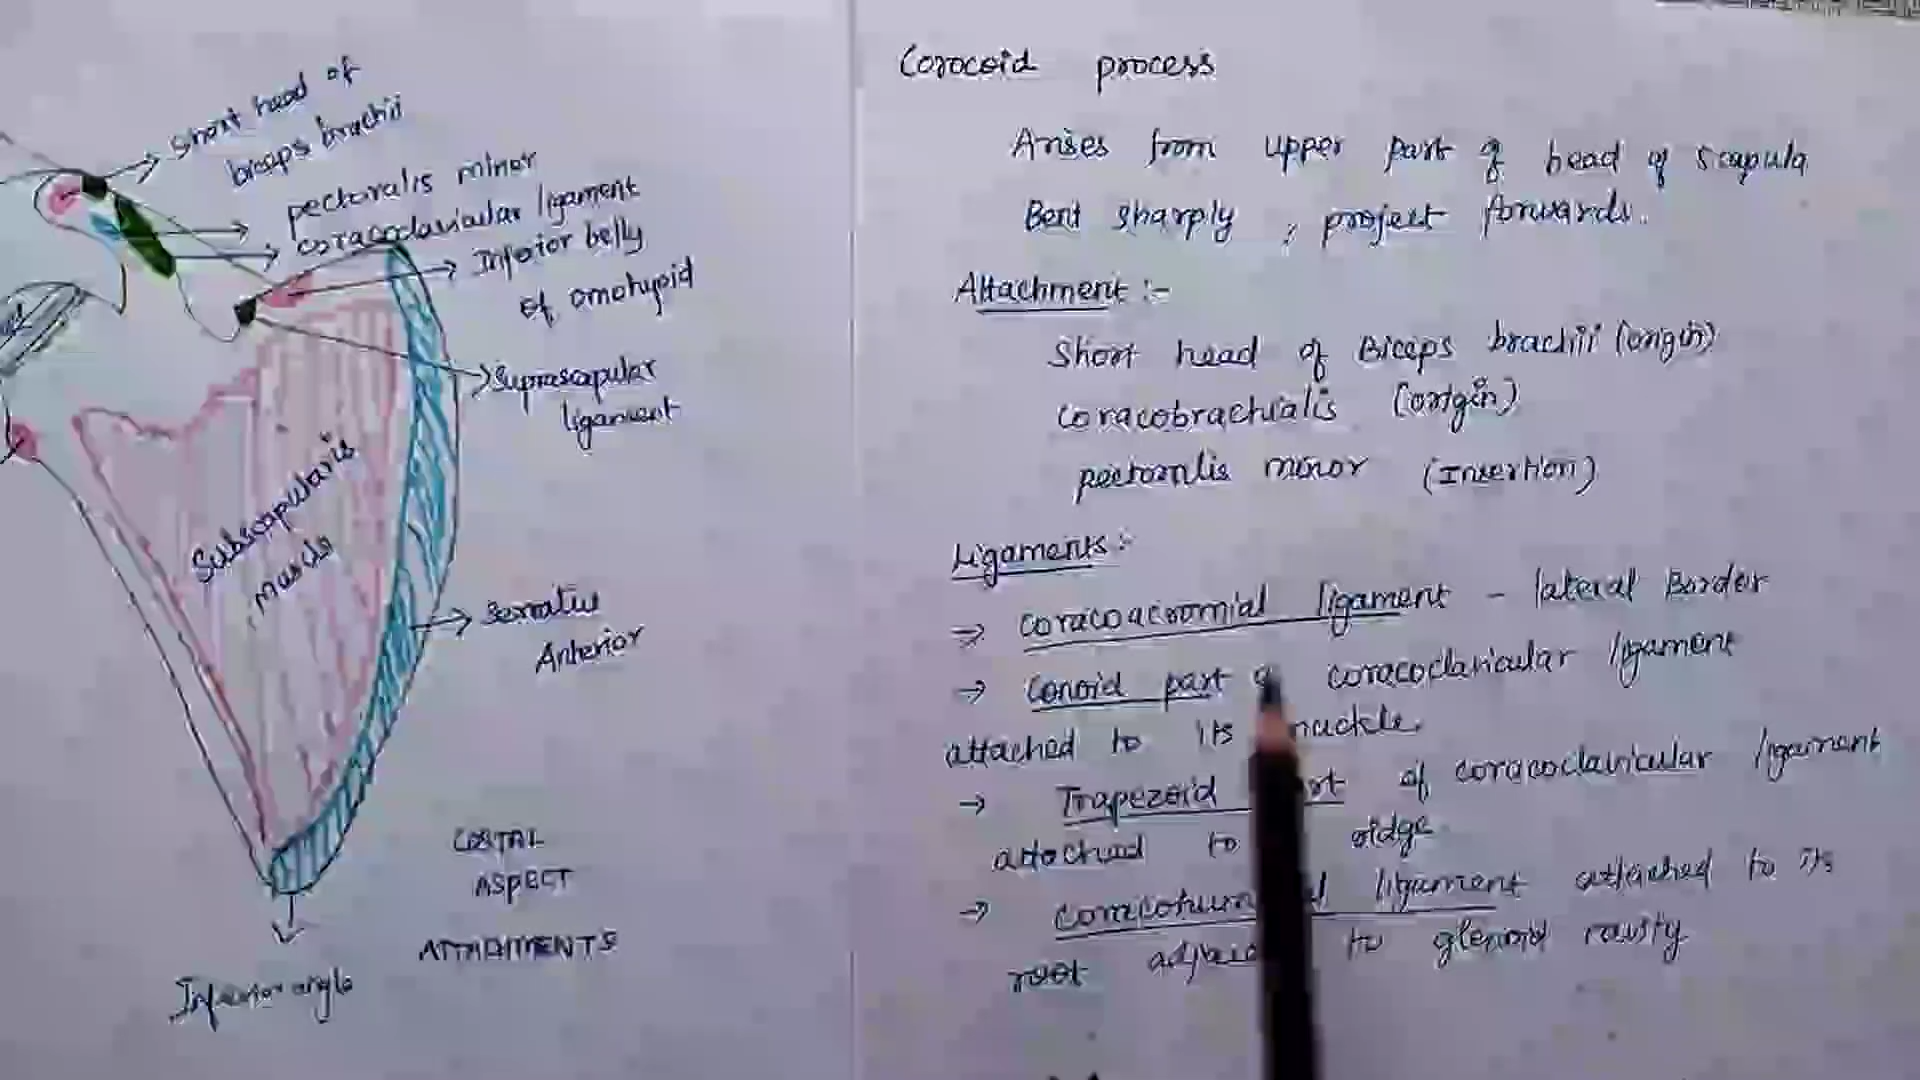 Short head of
biceps brachii
pectoralis minor
coracoclavicular ligament
Inferior belly
of omohyoid
Suprascapular
ligament
Subscapularis
muscle
Serratus
Anterior
COSTAL
ASPECT
ATTACHMENTS
Inferior angle
Corocoid process
Arises from upper part of head of scapula
Bent sharply, project forwards.
Attachment :-
Short head of Biceps brachii (origin)
coracobrachialis (origin)
pectoralis minor (Insertion)
Ligaments :-
→ coracoacromial ligament - lateral Border
→ Conoid part of coracoclavicular ligament
attached to its nuckle.
→ Trapezoid of coracoclavicular ligament
attached to ridge.
→ ligament attached to its
root to glenoid cavity